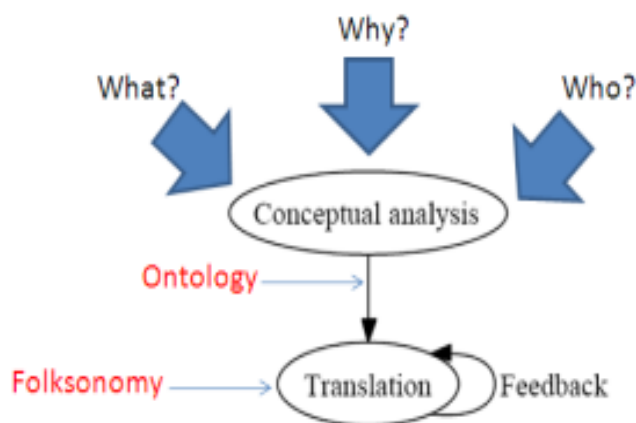 Why?
What?
Who?
Conceptual analysis
Ontology
Folksonomy
Translation
Feedback